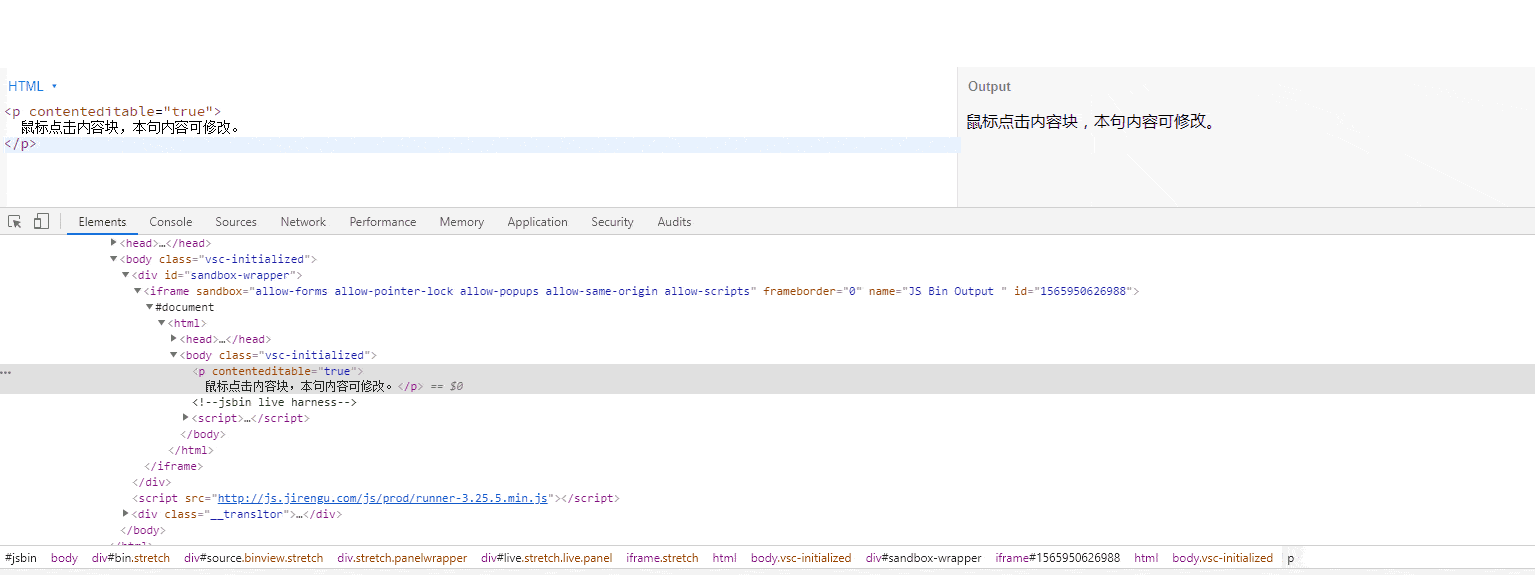 HTML ▾
Output
<p contenteditable="true">
鼠标点击内容块，本句内容可修改。
</p>
鼠标点击内容块，本句内容可修改。
Elements Console Sources Network Performance Memory Application Security Audits
▶<head>…</head>
▼<body class="vsc-initialized">
▼<div id="sandbox-wrapper">
▼<iframe sandbox="allow-forms allow-pointer-lock allow-popups allow-same-origin allow-scripts" frameborder="0" name="JS Bin Output " id="1565950626988">
▼#document
▼<html>
▶<head>…</head>
▼<body class="vsc-initialized">
… <p contenteditable="true">
鼠标点击内容块，本句内容可修改。</p> == $0
<!--jsbin live harness-->
▶<script>…</script>
</body>
</html>
</iframe>
</div>
<script src="http://js.jirengu.com/js/prod/runner-3.25.5.min.js"></script>
▶<div class="__transltor">…</div>
</body>
</html>
#jsbin body div#bin.stretch div#source.binview.stretch div.stretch.panelwrapper div#live.stretch.live.panel iframe.stretch html body.vsc-initialized div#sandbox-wrapper iframe#1565950626988 html body.vsc-initialized p